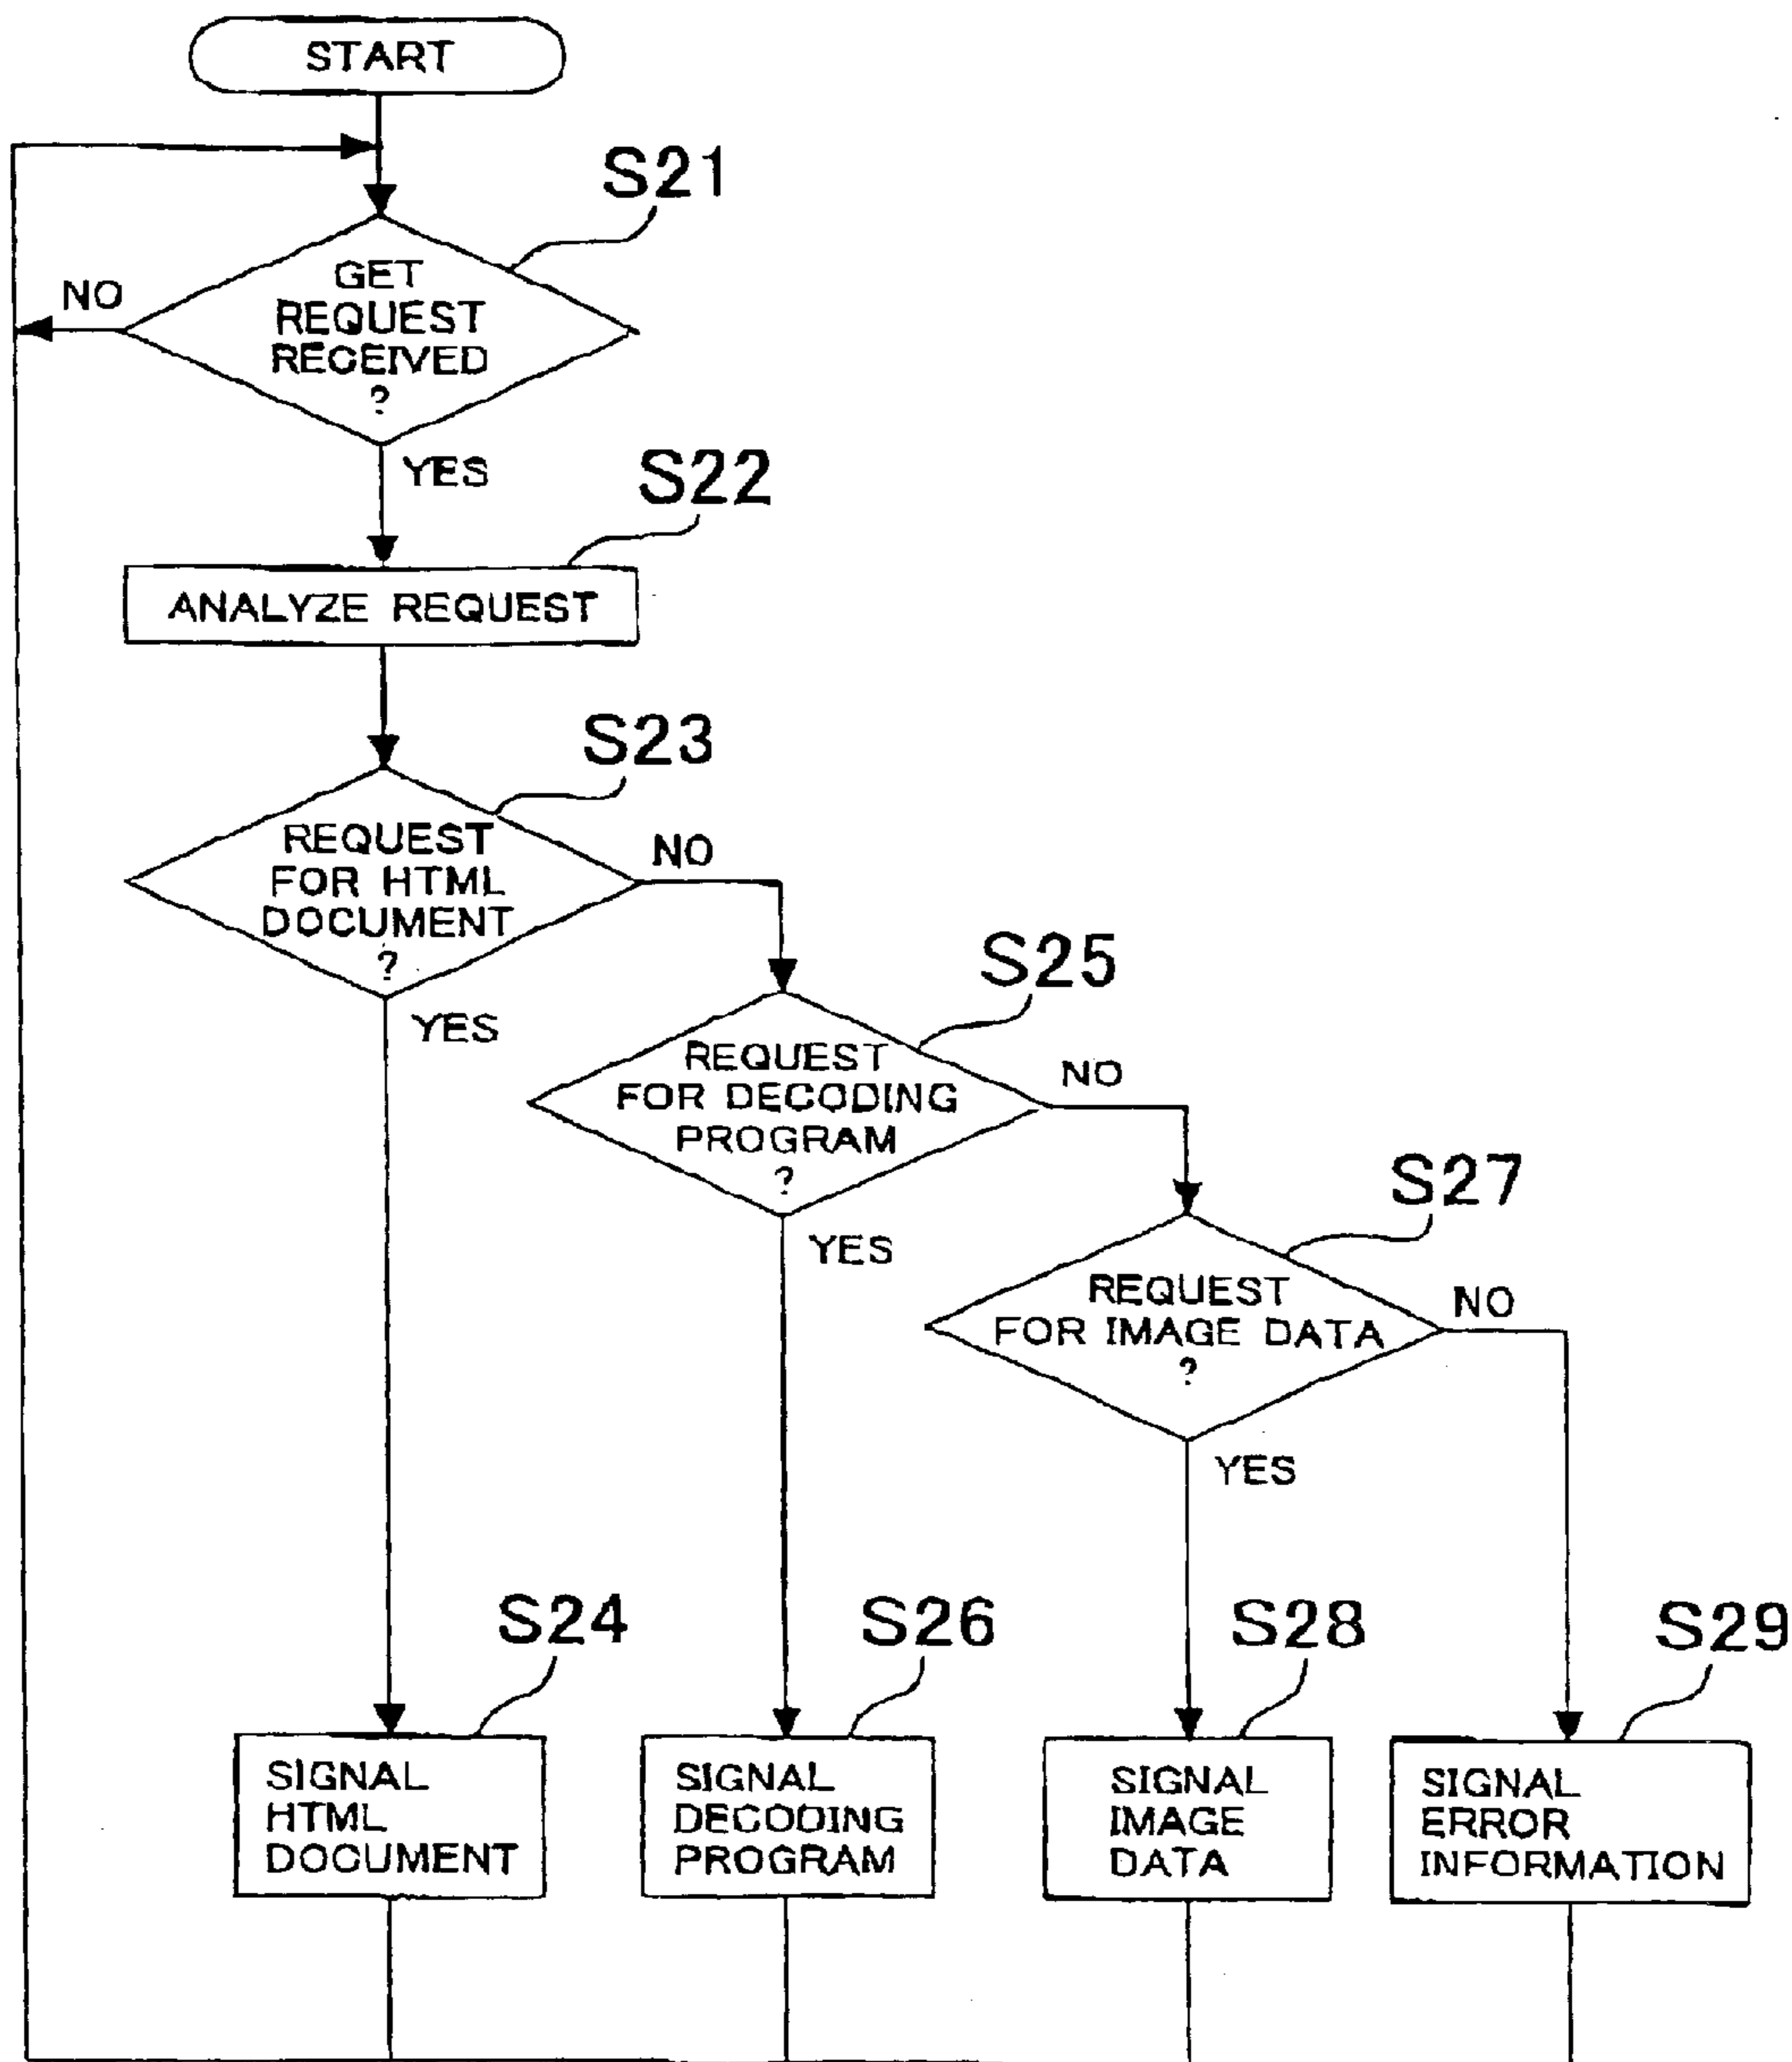 START
S21
GET
REQUEST
RECEIVED
?
NO
YES
S22
ANALYZE REQUEST
S23
REQUEST
FOR HTML
DOCUMENT
?
NO
YES
S25
REQUEST
FOR DECODING
PROGRAM
?
NO
YES
S27
REQUEST
FOR IMAGE DATA
?
NO
YES
S24
SIGNAL
HTML
DOCUMENT
S26
SIGNAL
DECODING
PROGRAM
S28
SIGNAL
IMAGE
DATA
S29
SIGNAL
ERROR
INFORMATION